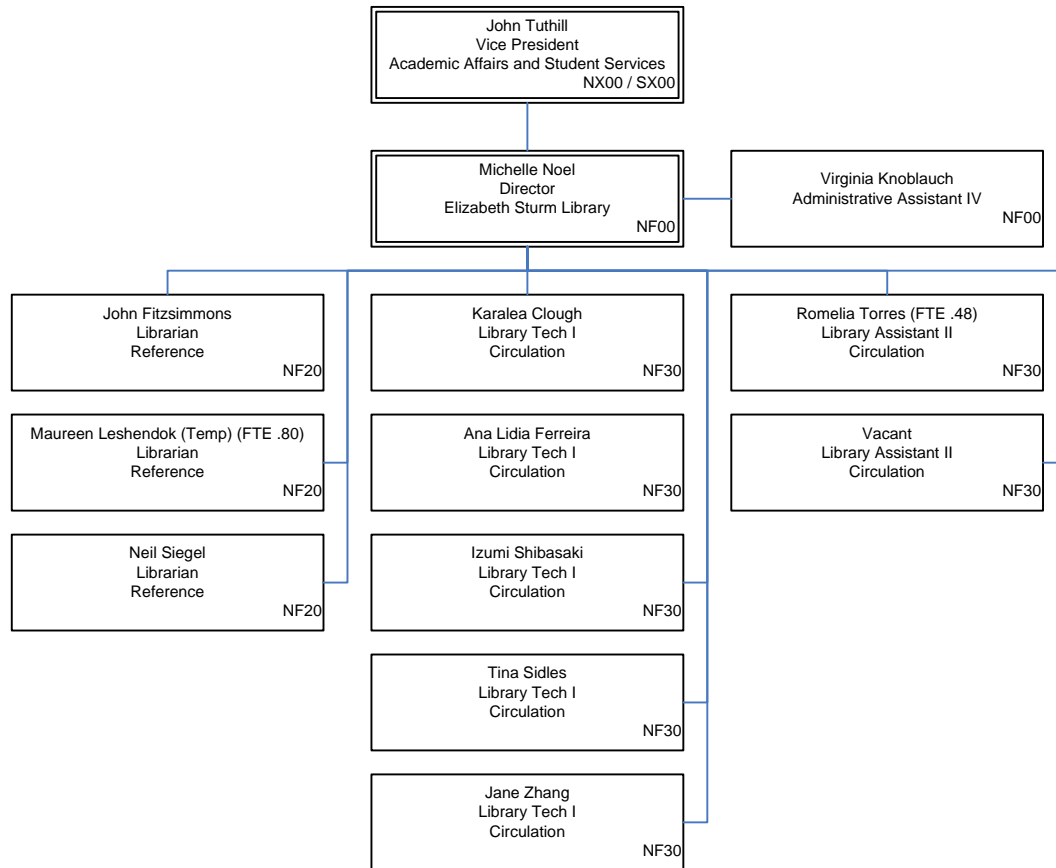 John Tuthill
Vice President
Academic Affairs and Student Services
NX00 / SX00
Michelle Noel
Director
Elizabeth Sturm Library
NF00
Virginia Knoblauch
Administrative Assistant IV
NF00
John Fitzsimmons
Librarian
Reference
NF20
Karalea Clough
Library Tech I
Circulation
NF30
Romelia Torres (FTE .48)
Library Assistant II
Circulation
NF30
Maureen Leshendok (Temp) (FTE .80)
Librarian
Reference
NF20
Ana Lidia Ferreira
Library Tech I
Circulation
NF30
Vacant
Library Assistant II
Circulation
NF30
Neil Siegel
Librarian
Reference
NF20
Izumi Shibasaki
Library Tech I
Circulation
NF30
Tina Sidles
Library Tech I
Circulation
NF30
Jane Zhang
Library Tech I
Circulation
NF30